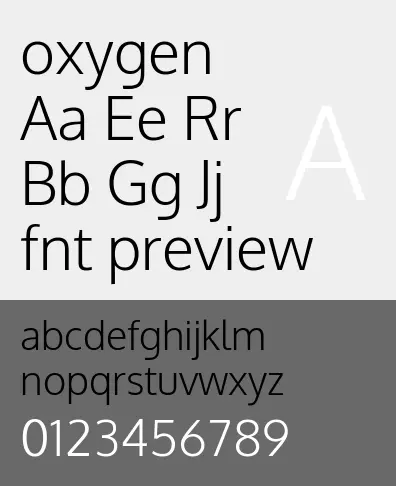 oxygen
Aa Ee Rr
A
Bb Gg Jj
fnt preview
abcdefghijklm
nopqrstuvwxyz
0123456789